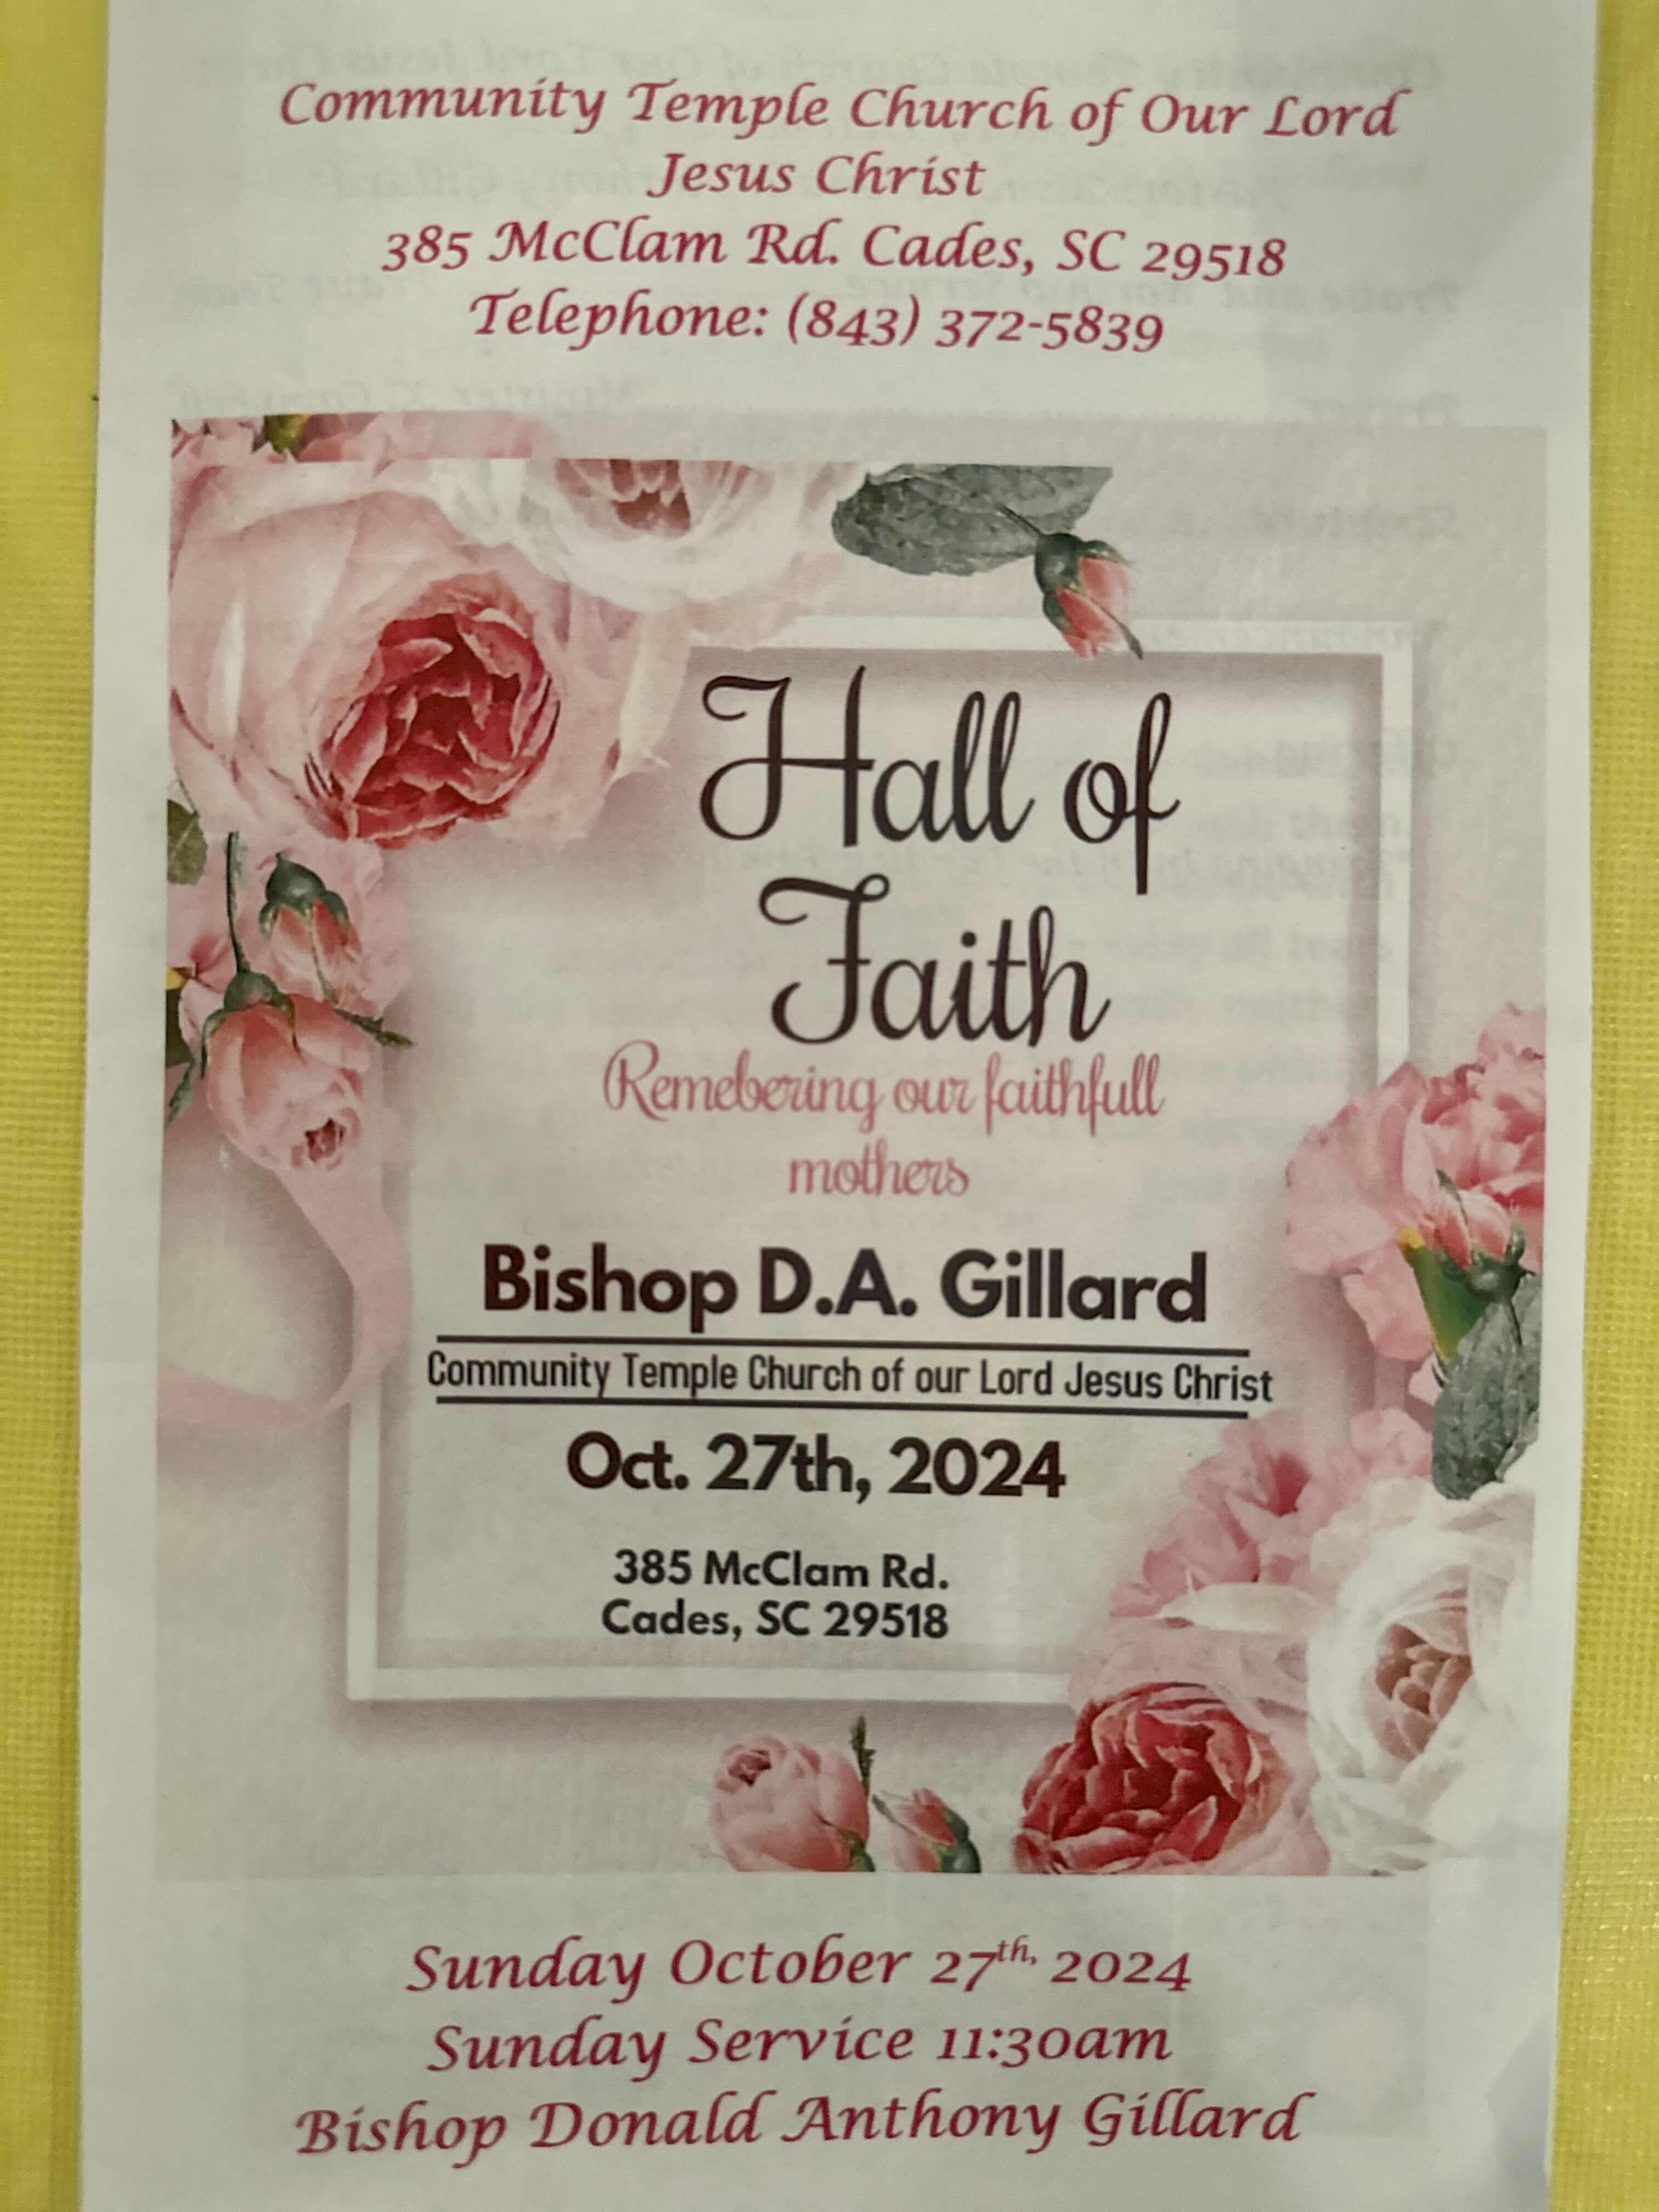 Community Temple Church of Our Lord
Jesus Christ
385 McClam Rd. Cades, SC 29518
Telephone: (843) 372-5839
Hall of
Faith
Remebering our faithfull
mothers
Bishop D.A. Gillard
Community Temple Church of our Lord Jesus Christ
Oct. 27th, 2024
385 McClam Rd.
Cades, SC 29518
Sunday October 27th, 2024
Sunday Service 11:30am
Bishop Donald Anthony Gillard